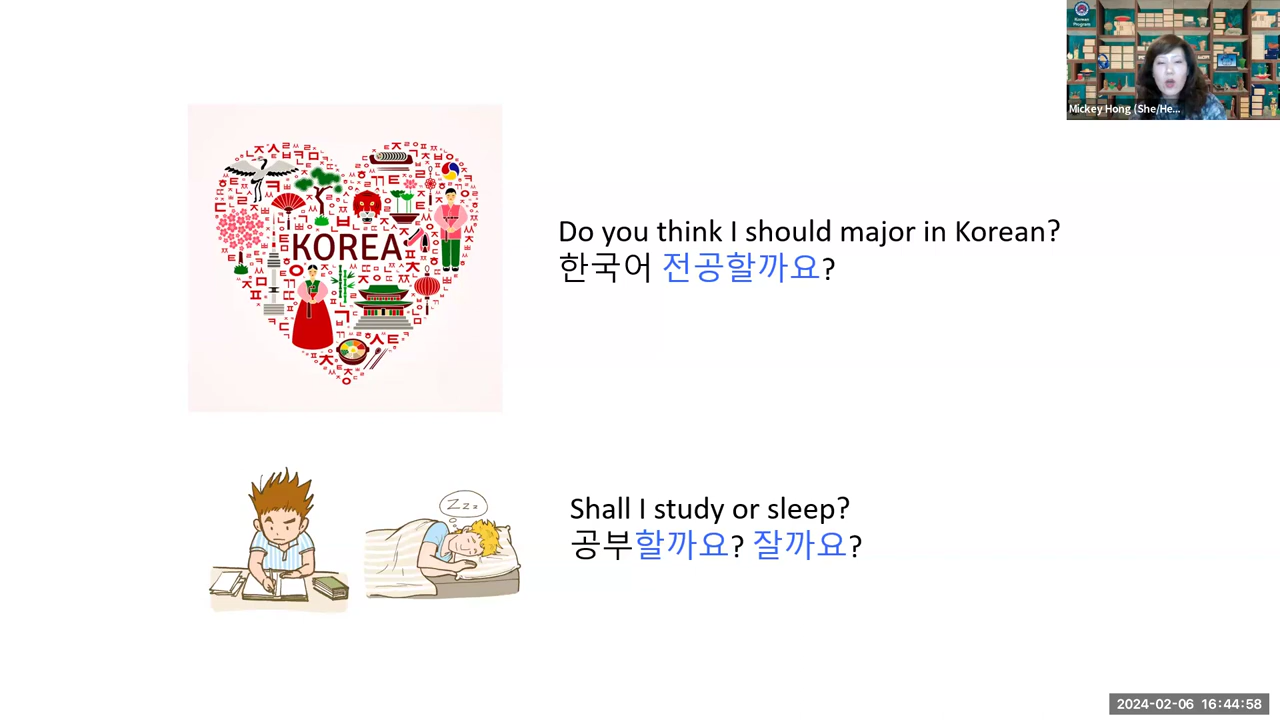 Korean
Program
Mickey Hong (She/He...
KOREA
Do you think I should major in Korean?
한국어 전공할까요?
Zzz
Shall I study or sleep?
공부할까요? 잘까요?
2024-02-06 16:44:58